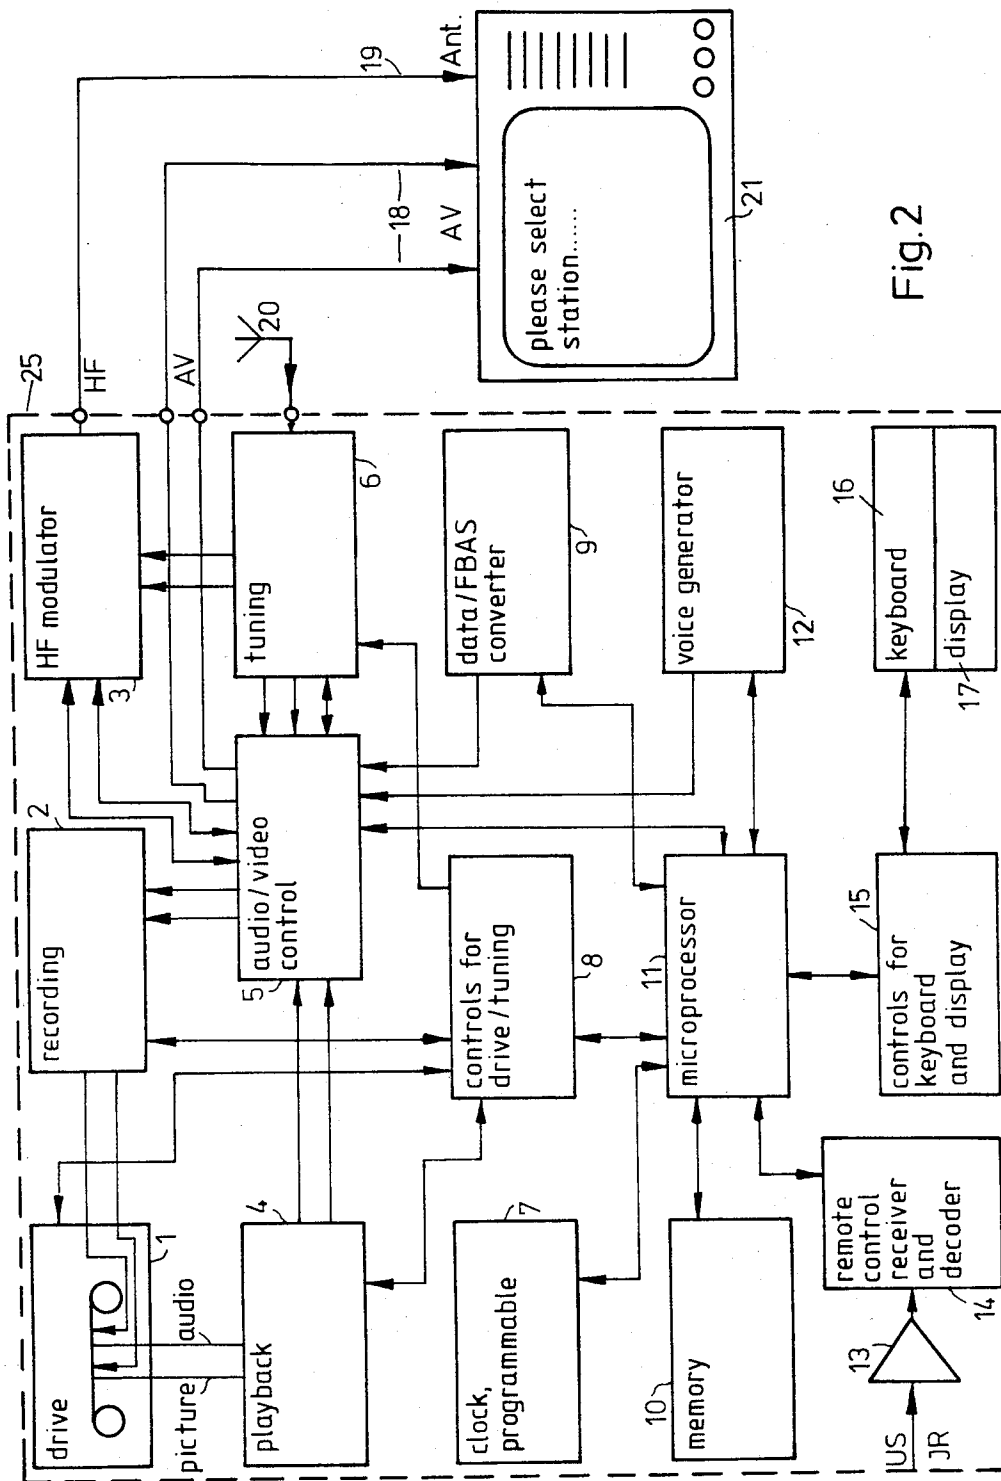 25
drive
1
recording
2
HF modulator
3
HF
19
Ant.
picture
audio
AV
18
AV
playback
4
audio/video
control
5
tuning
6
20
please select
station......
21
clock,
programmable
7
controls for
drive/tuning
8
data/FBAS
converter
9
memory
10
microprocessor
11
voice generator
12
US
JR
13
remote
control
receiver
and
decoder
14
controls for
keyboard
and display
15
keyboard
16
display
17
Fig.2